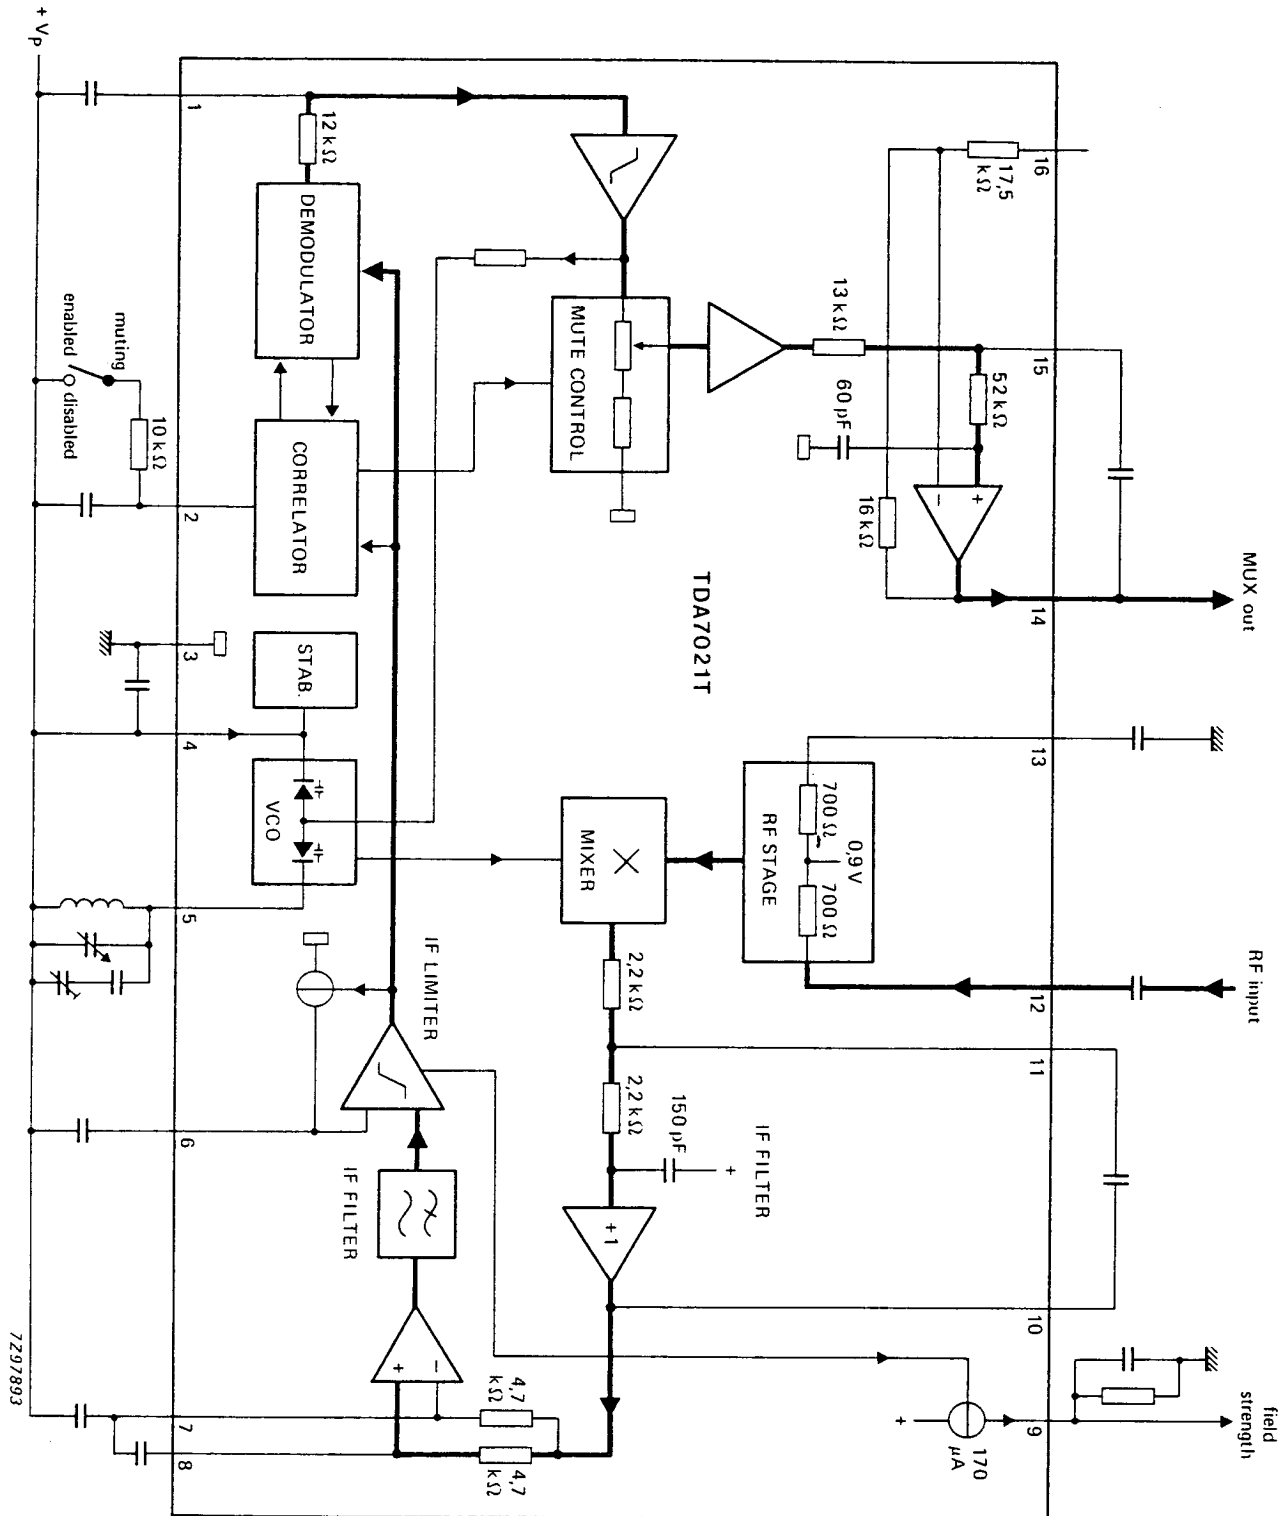 + Vp
1
12 kΩ
DEMODULATOR
muting
enabled
disabled
10 kΩ
2
CORRELATOR
MUTE CONTROL
13 kΩ
60 pF
52 kΩ
+
−
16 kΩ
17,5
kΩ
16
15
14
MUX out
TDA7021T
3
STAB.
4
VCO
5
MIXER
RF STAGE
0,9 V
700 Ω
700 Ω
13
RF input
12
2,2 kΩ
11
2,2 kΩ
150 pF
+
IF FILTER
+1
10
IF LIMITER
6
IF FILTER
+
−
4,7
kΩ
4,7
kΩ
7
8
+
170
μA
9
field
strength
7Z97893